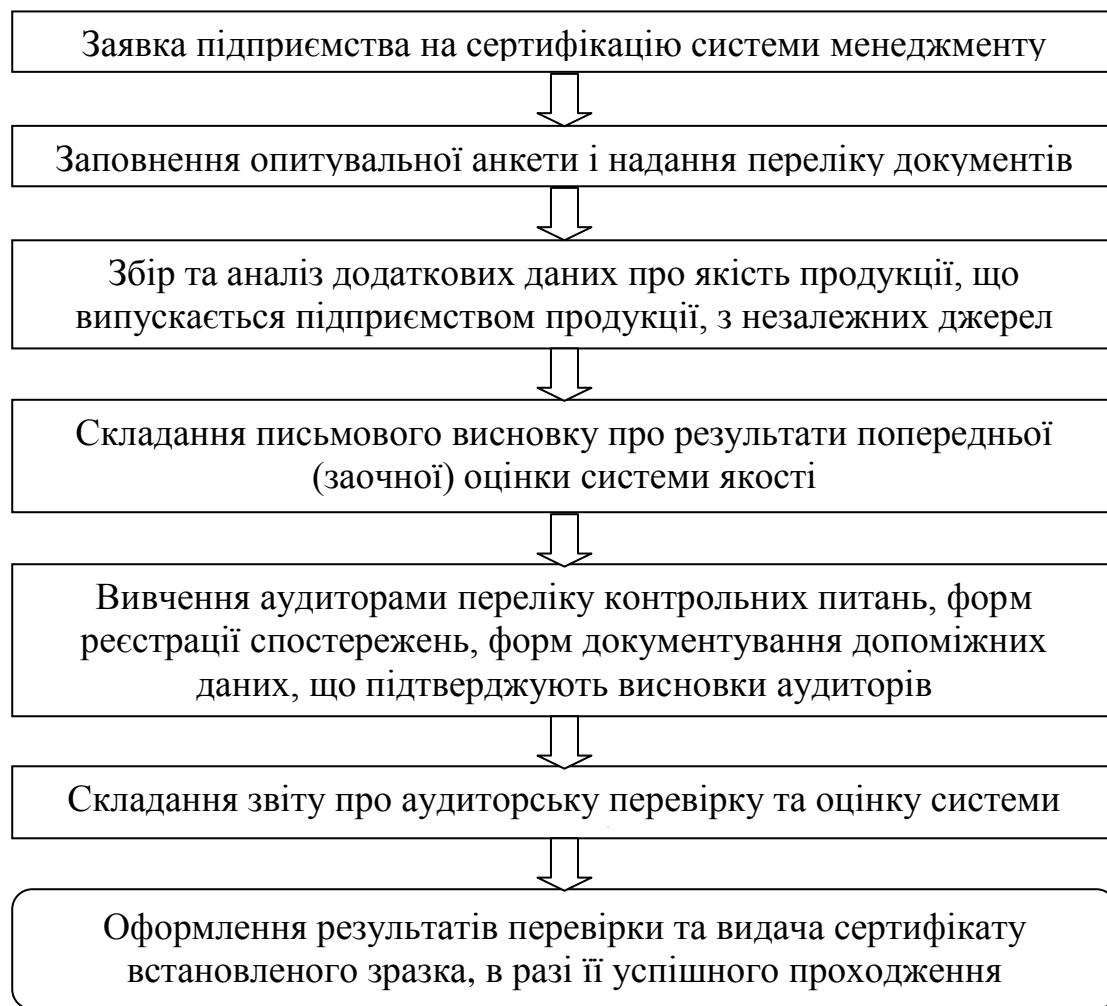 Заявка підприємства на сертифікацію системи менеджменту
Заповнення опитувальної анкети і надання переліку документів
Збір та аналіз додаткових даних про якість продукції, що
випускається підприємством продукції, з незалежних джерел
Складання письмового висновку про результати попередньої
(заочної) оцінки системи якості
Вивчення аудиторами переліку контрольних питань, форм
реєстрації спостережень, форм документування допоміжних
даних, що підтверджують висновки аудиторів
Складання звіту про аудиторську перевірку та оцінку системи
Оформлення результатів перевірки та видача сертифікату
встановленого зразка, в разі її успішного проходження